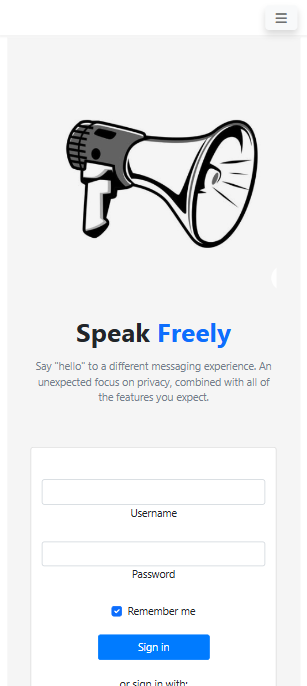 Speak Freely
Say "hello" to a different messaging experience. An
unexpected focus on privacy, combined with all of
the features you expect.
Username
Password
Remember me
Sign in
or sign in with: